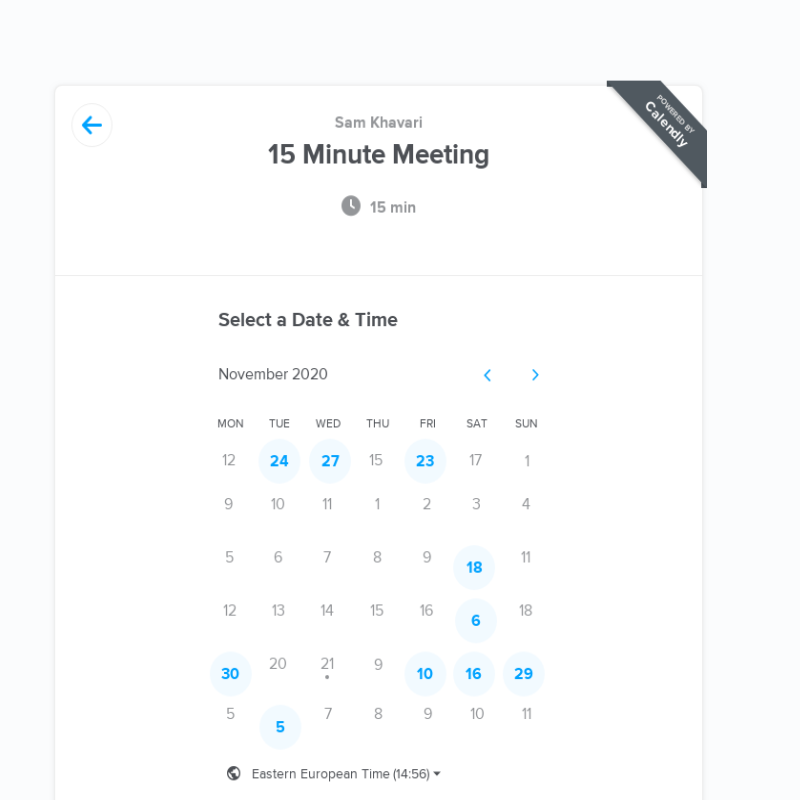 POWERED BY
Calendly
Sam Khavari
15 Minute Meeting
15 min
Select a Date & Time
November 2020
MON TUE WED THU FRI SAT SUN
12 24 27 15 23 17 1
9 10 11 1 2 3 4
5 6 7 8 9 18 11
12 13 14 15 16 6 18
30 20 21 9 10 16 29
5 5 7 8 9 10 11
Eastern European Time (14:56)